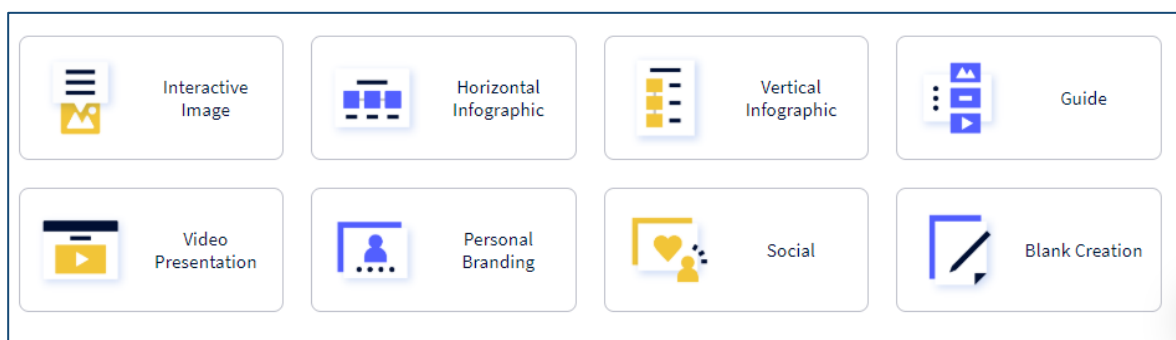 Interactive
Image
Horizontal
Infographic
Vertical
Infographic
Guide
Video
Presentation
Personal
Branding
Social
Blank Creation